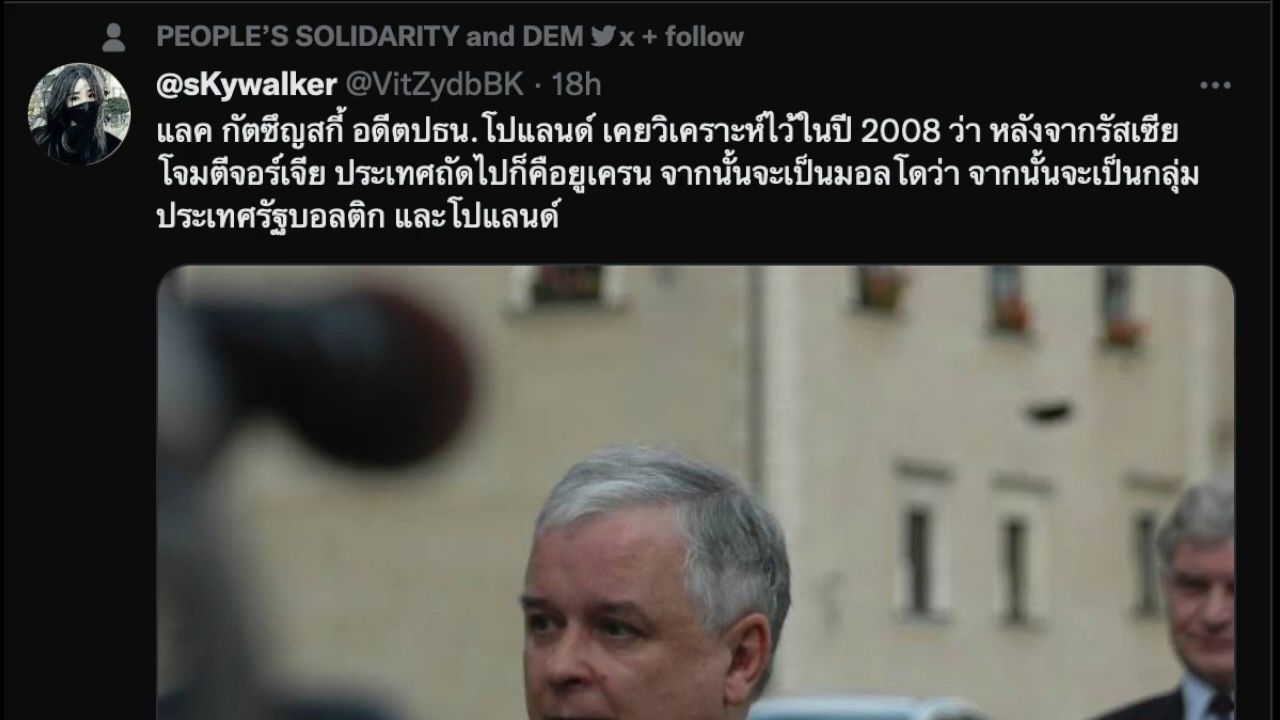 PEOPLE’S SOLIDARITY and DEM x + follow
@sKywalker @VitZydbBK · 18h
แลค กัตซึญสกี้ อดีตปธน.โปแลนด์ เคยวิเคราะห์ไว้ในปี 2008 ว่า หลังจากรัสเซีย
โจมตีจอร์เจีย ประเทศถัดไปก็คือยูเครน จากนั้นจะเป็นมอลโดว่า จากนั้นจะเป็นกลุ่ม
ประเทศรัฐบอลติก และโปแลนด์